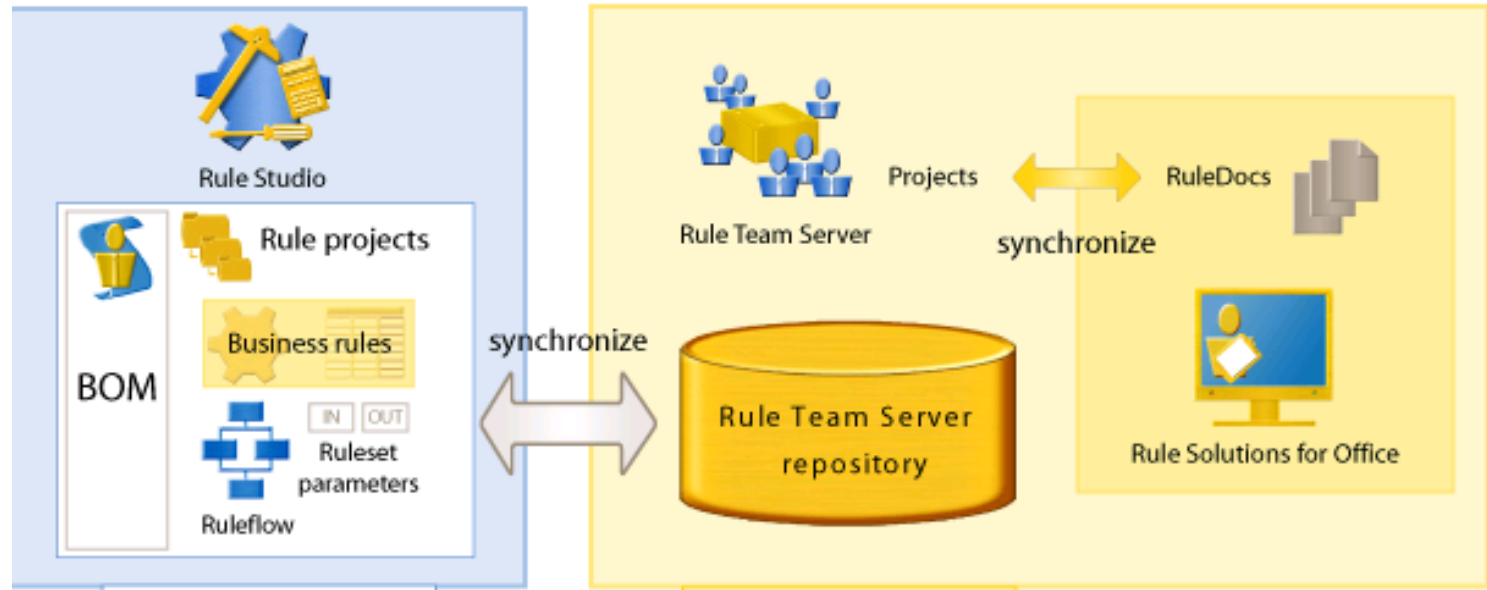 Rule Studio
Rule projects
Business rules
BOM
IN OUT
Ruleset
parameters
Ruleflow
synchronize
Rule Team Server
Projects
synchronize
RuleDocs
Rule Team Server
repository
Rule Solutions for Office